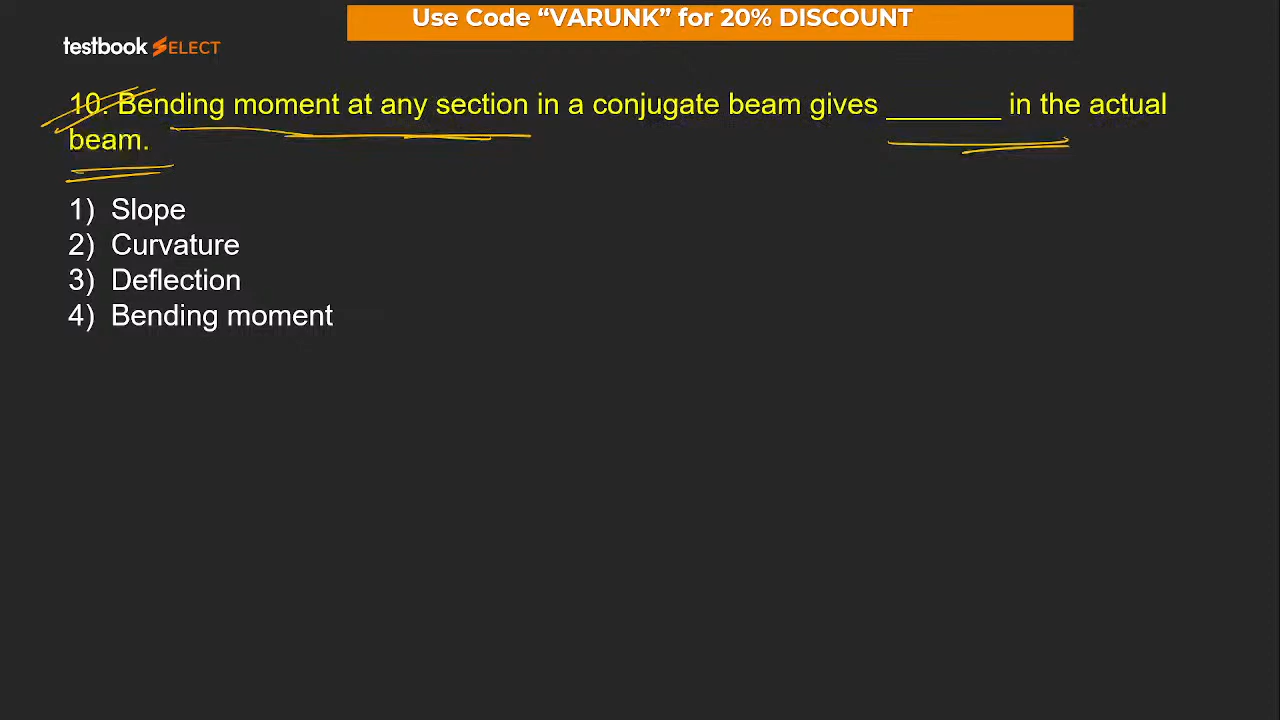 Use Code “VARUNK” for 20% DISCOUNT
testbook SELECT
10. Bending moment at any section in a conjugate beam gives _______ in the actual
beam.
1) Slope
2) Curvature
3) Deflection
4) Bending moment